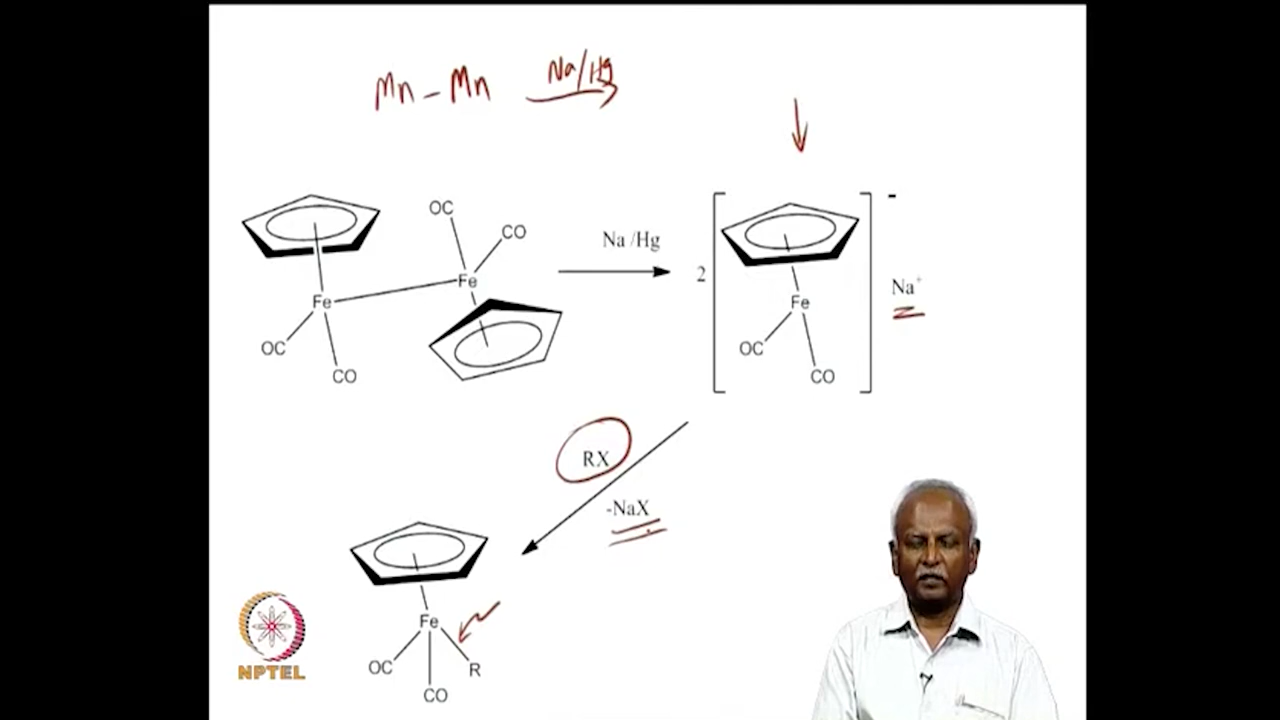 Mn – Mn Na/Hg
OC
CO
Fe
Fe
OC
CO
Na /Hg
2
Fe
OC
CO
-
Na+
RX
-NaX
Fe
OC
CO
R
NPTEL